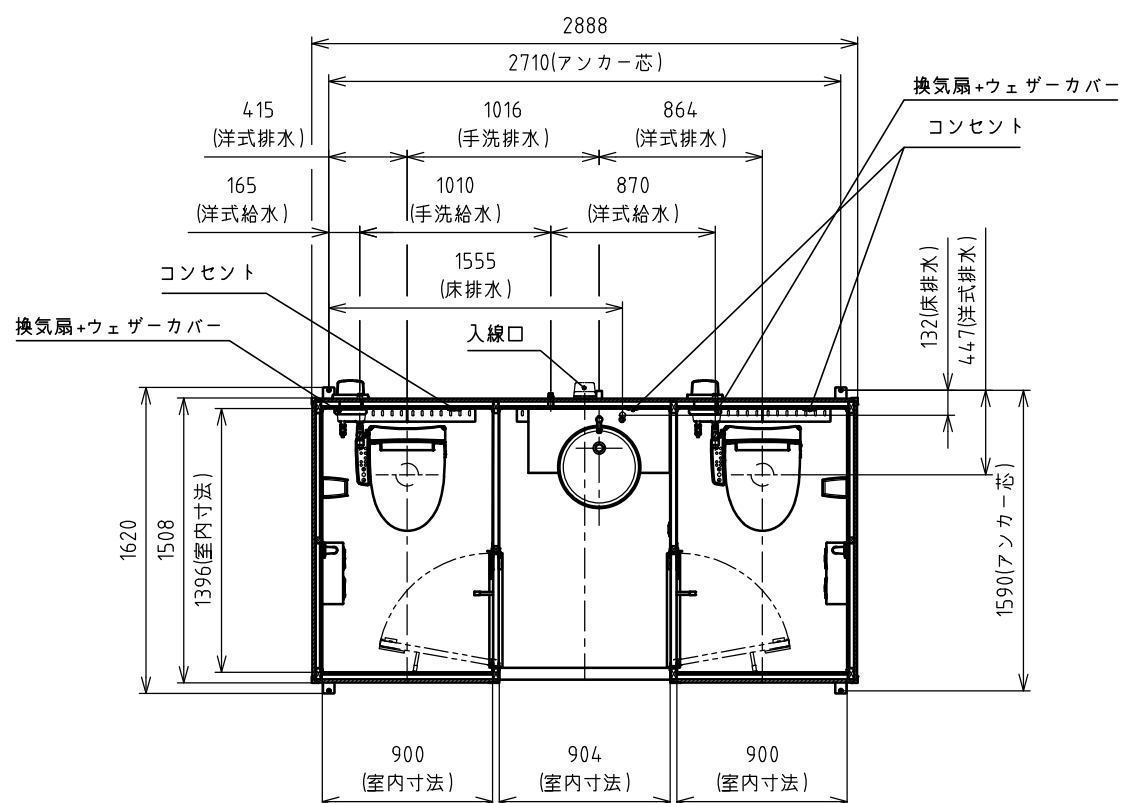 2888
2710(アンカー芯)
換気扇+ウェザーカバー
415
(洋式排水)
1016
(手洗排水)
864
(洋式排水)
コンセント
165
(洋式給水)
1010
(手洗給水)
870
(洋式給水)
コンセント
1555
(床排水)
132(床排水)
447(洋式排水)
換気扇+ウェザーカバー
入線口
1620
1508
1396(室内寸法)
1590(アンカー芯)
900
(室内寸法)
904
(室内寸法)
900
(室内寸法)